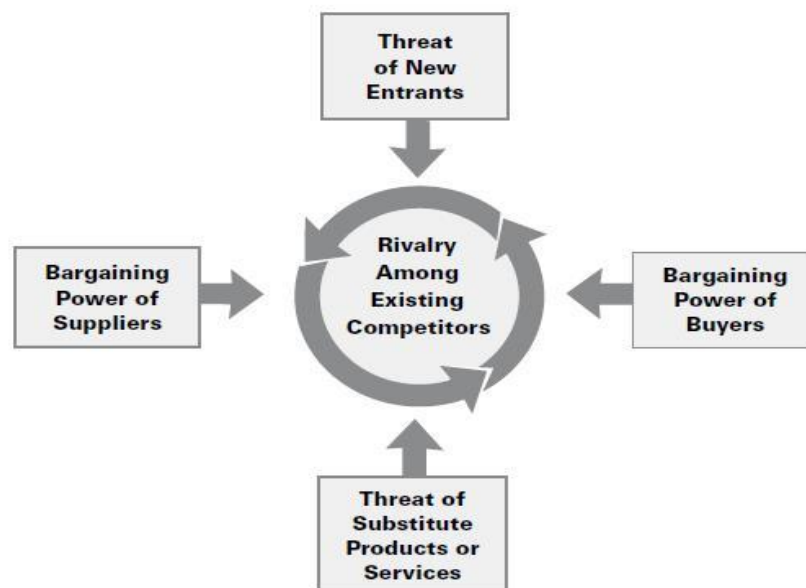 Threat
of New
Entrants
Bargaining
Power of
Suppliers
Rivalry
Among
Existing
Competitors
Bargaining
Power of
Buyers
Threat of
Substitute
Products or
Services